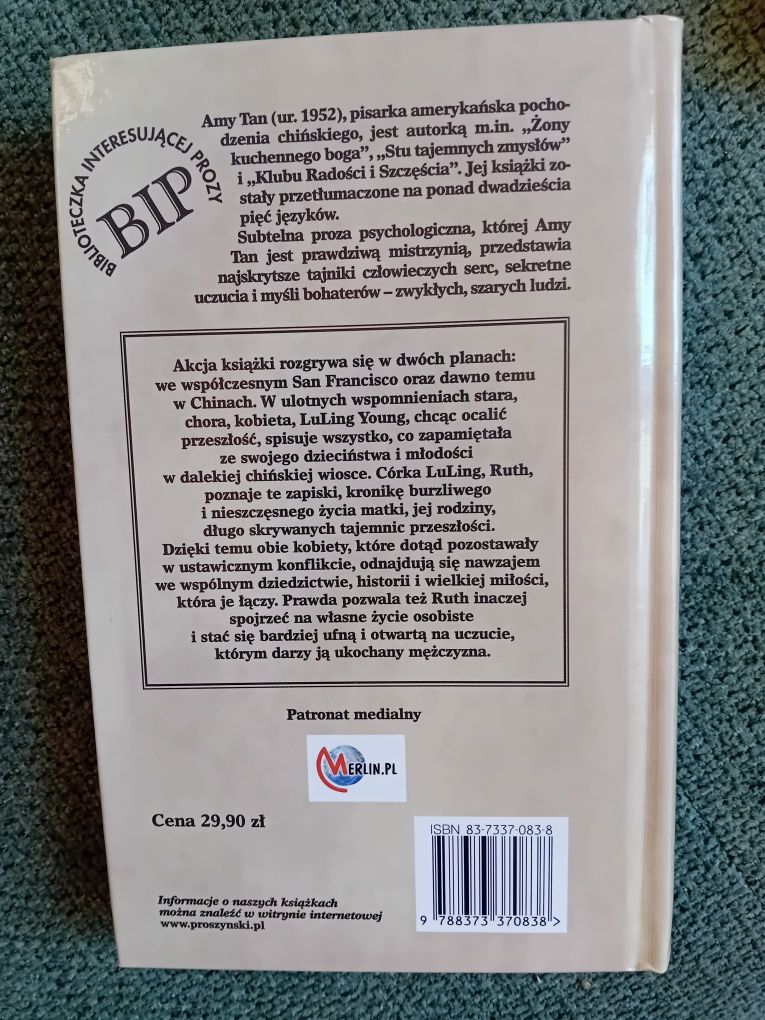 BIBLIOTECZKA INTERESUJĄCEJ PROZY
BIP
Amy Tan (ur. 1952), pisarka amerykańska pocho-
dzenia chińskiego, jest autorką m.in. „Żony
kuchennego boga”, „Stu tajemnych zmysłów”
i „Klubu Radości i Szczęścia”. Jej książki zo-
stały przetłumaczone na ponad dwadzieścia
pięć języków.
Subtelna proza psychologiczna, której Amy
Tan jest prawdziwą mistrzynią, przedstawia
najskrytsze tajniki człowieczych serc, sekretne
uczucia i myśli bohaterów – zwykłych, szarych ludzi.
Akcja książki rozgrywa się w dwóch planach:
we współczesnym San Francisco oraz dawno temu
w Chinach. W ulotnych wspomnieniach stara,
chora, kobieta, LuLing Young, chcąc ocalić
przeszłość, spisuje wszystko, co zapamiętała
ze swojego dzieciństwa i młodości
w dalekiej chińskiej wiosce. Córka LuLing, Ruth,
poznaje te zapiski, kronikę burzliwego
i nieszczęsnego życia matki, jej rodziny,
długo skrywanych tajemnic przeszłości.
Dzięki temu obie kobiety, które dotąd pozostawały
w ustawicznym konflikcie, odnajdują się nawzajem
we wspólnym dziedzictwie, historii i wielkiej miłości,
która je łączy. Prawda pozwala też Ruth inaczej
spojrzeć na własne życie osobiste
i stać się bardziej ufną i otwartą na uczucie,
którym darzy ją ukochany mężczyzna.
Patronat medialny
MERLIN.PL
Cena 29,90 zł
ISBN 83-7337-083-8
9 788373 370838 >
Informacje o naszych książkach
można znaleźć w witrynie internetowej
www.proszynski.pl